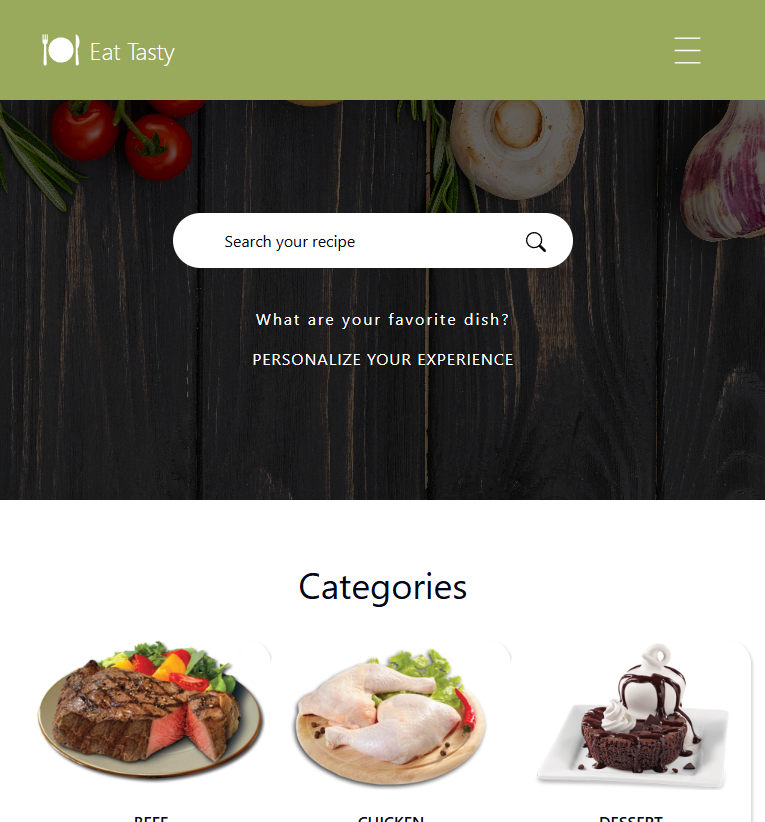 Eat Tasty
Search your recipe
What are your favorite dish?
PERSONALIZE YOUR EXPERIENCE
Categories
BEEF
CHICKEN
DESSERT